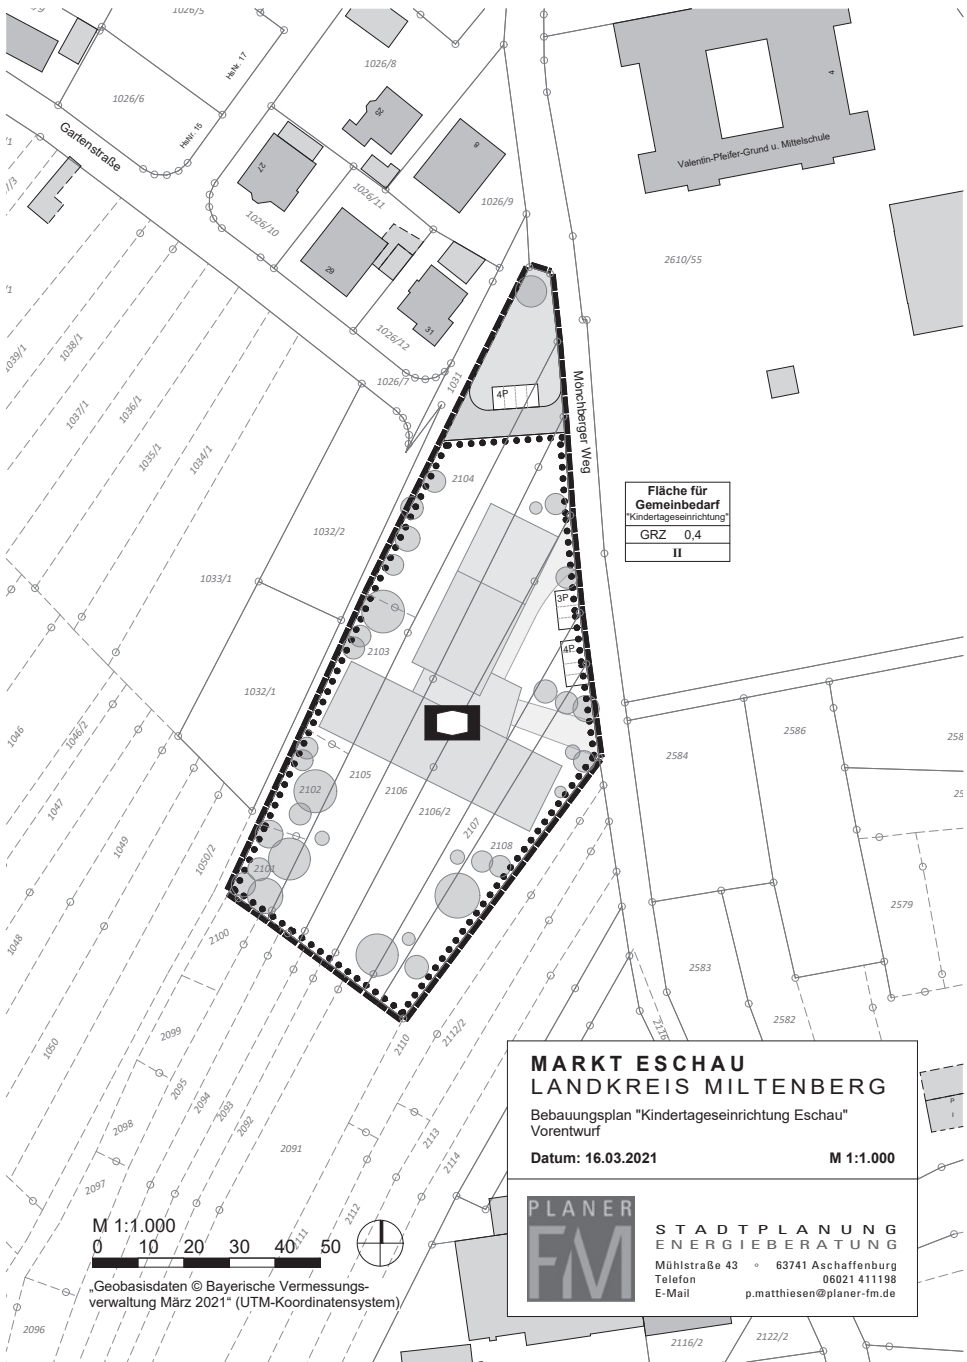 1026/5
1026/6
HsNr. 17
HsNr. 15
Gartenstraße
1026/8
1026/9
1026/10
1026/11
1026/12
1026/7
27
29
31
8
4
Valentin-Pfeifer-Grund u. Mittelschule
2610/55
1031
4P
Mönchberger Weg
1039/1
1038/1
1037/1
1036/1
1035/1
1034/1
2104
Fläche für
Gemeinbedarf
"Kindertageseinrichtung"
GRZ 0,4
II
1032/2
1033/1
3P
4P
2103
1032/1
1046
1046/2
1047
1048
1049
1050/2
1050
2105
2106
2102
2106/2
2107
2108
2101
2584
2586
2579
2583
2582
2100
2099
2098
2097
2096
2095
2094
2093
2092
2091
2110
2112/2
2111
2112
2113
2114
2116/2
2122/2
MARKT ESCHAU
LANDKREIS MILTENBERG
Bebauungsplan "Kindertageseinrichtung Eschau"
Vorentwurf
Datum: 16.03.2021 M 1:1.000
PLANER
FM
STADTPLANUNG
ENERGIEBERATUNG
Mühlstraße 43 ° 63741 Aschaffenburg
Telefon 06021 411198
E-Mail p.matthiesen@planer-fm.de
M 1:1.000
0 10 20 30 40 50
„Geobasisdaten © Bayerische Vermessungs-
verwaltung März 2021“ (UTM-Koordinatensystem)